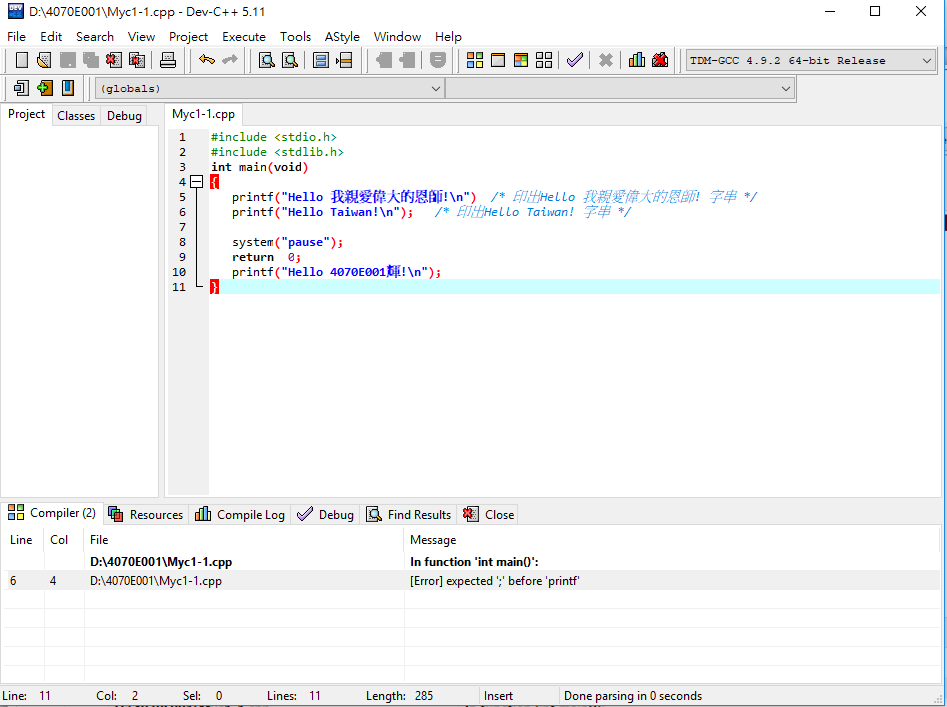 D:\4070E001\Myc1-1.cpp - Dev-C++ 5.11
File Edit Search View Project Execute Tools AStyle Window Help
TDM-GCC 4.9.2 64-bit Release
(globals)
Project Classes Debug
Myc1-1.cpp
1 #include <stdio.h>
2 #include <stdlib.h>
3 int main(void)
4 {
5 printf("Hello 我親愛偉大的恩師!\n") /* 印出Hello 我親愛偉大的恩師! 字串 */
6 printf("Hello Taiwan!\n"); /* 印出Hello Taiwan! 字串 */
7
8 system("pause");
9 return 0;
10 printf("Hello 4070E001輝!\n");
11 }
Compiler (2) Resources Compile Log Debug Find Results Close
Line Col File Message
D:\4070E001\Myc1-1.cpp In function 'int main()':
6 4 D:\4070E001\Myc1-1.cpp [Error] expected ';' before 'printf'
Line: 11 Col: 2 Sel: 0 Lines: 11 Length: 285 Insert Done parsing in 0 seconds